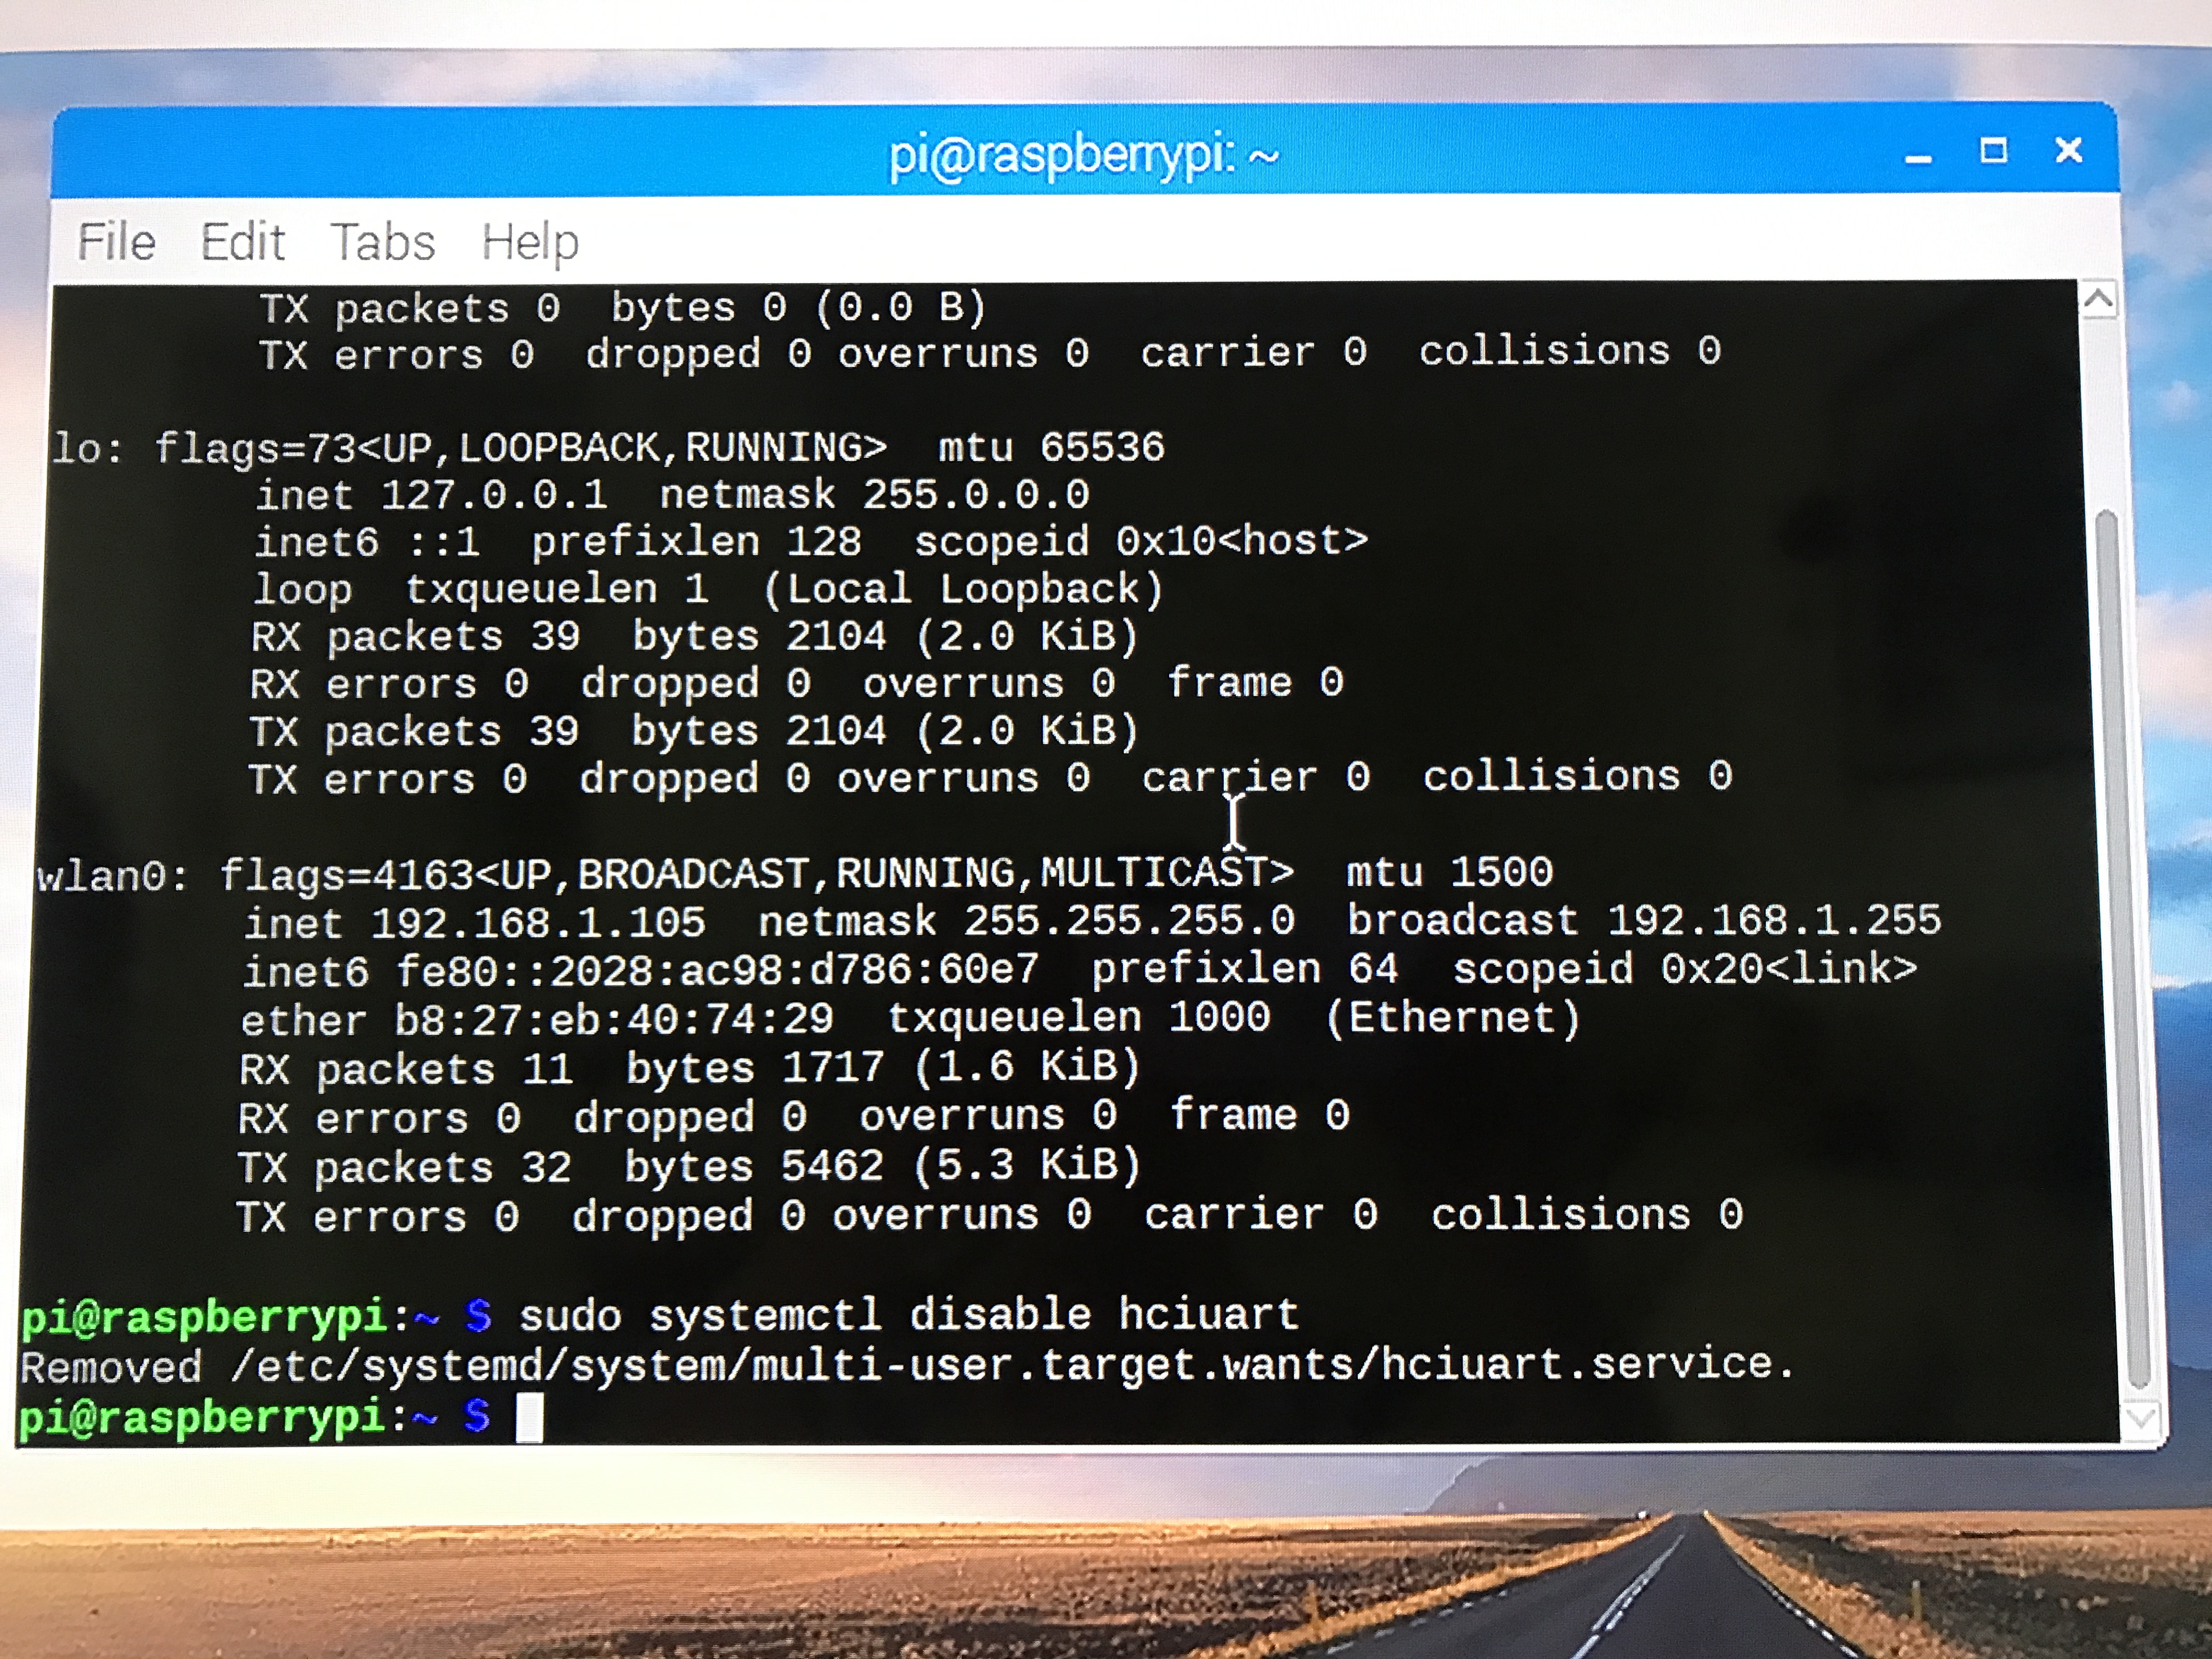 pi@raspberrypi: ~
File Edit Tabs Help
TX packets 0  bytes 0 (0.0 B)
TX errors 0  dropped 0 overruns 0  carrier 0  collisions 0
lo: flags=73<UP,LOOPBACK,RUNNING>  mtu 65536
inet 127.0.0.1  netmask 255.0.0.0
inet6 ::1  prefixlen 128  scopeid 0x10<host>
loop  txqueuelen 1  (Local Loopback)
RX packets 39  bytes 2104 (2.0 KiB)
RX errors 0  dropped 0  overruns 0  frame 0
TX packets 39  bytes 2104 (2.0 KiB)
TX errors 0  dropped 0 overruns 0  carrier 0  collisions 0
wlan0: flags=4163<UP,BROADCAST,RUNNING,MULTICAST>  mtu 1500
inet 192.168.1.105  netmask 255.255.255.0  broadcast 192.168.1.255
inet6 fe80::2028:ac98:d786:60e7  prefixlen 64  scopeid 0x20<link>
ether b8:27:eb:40:74:29  txqueuelen 1000  (Ethernet)
RX packets 11  bytes 1717 (1.6 KiB)
RX errors 0  dropped 0  overruns 0  frame 0
TX packets 32  bytes 5462 (5.3 KiB)
TX errors 0  dropped 0 overruns 0  carrier 0  collisions 0
pi@raspberrypi:~ $ sudo systemctl disable hciuart
Removed /etc/systemd/system/multi-user.target.wants/hciuart.service.
pi@raspberrypi:~ $